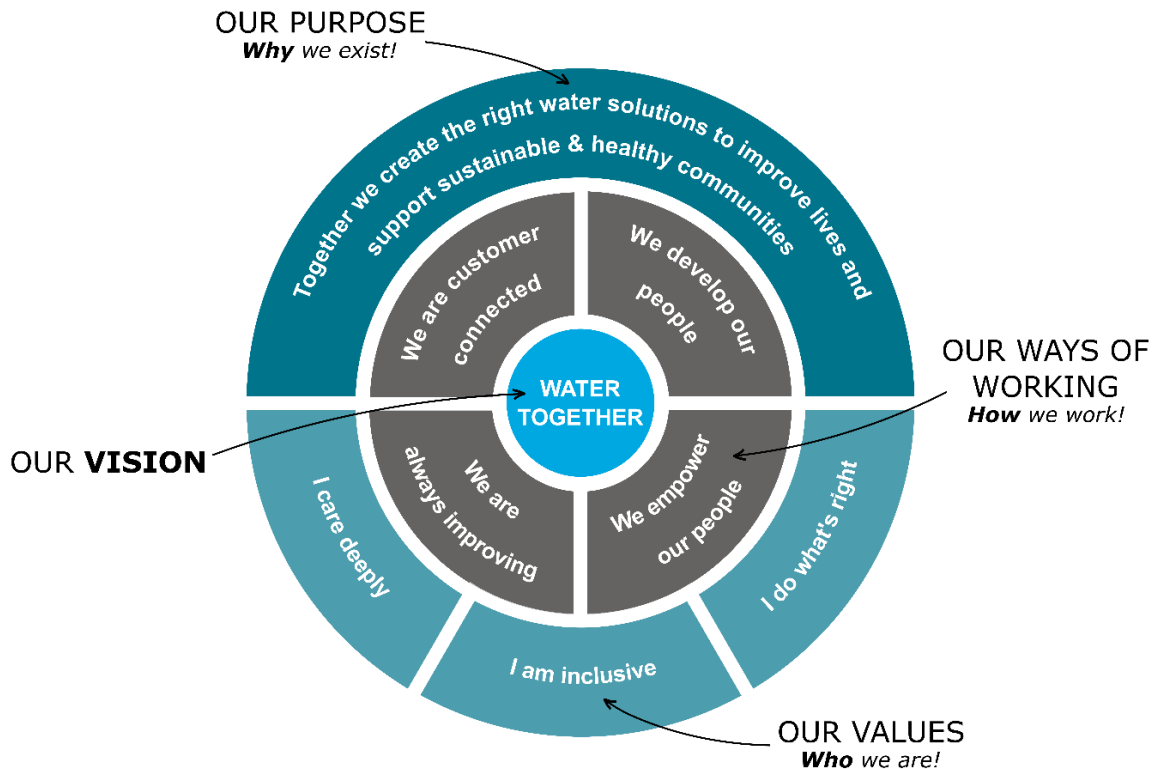 OUR PURPOSE
Why we exist!
Together we create the right water solutions to improve lives and
support sustainable & healthy communities
We are customer
connected
We develop our
people
WATER
TOGETHER
OUR WAYS OF
WORKING
How we work!
OUR VISION
We are
always improving
We empower
our people
I care deeply
I am inclusive
I do what's right
OUR VALUES
Who we are!